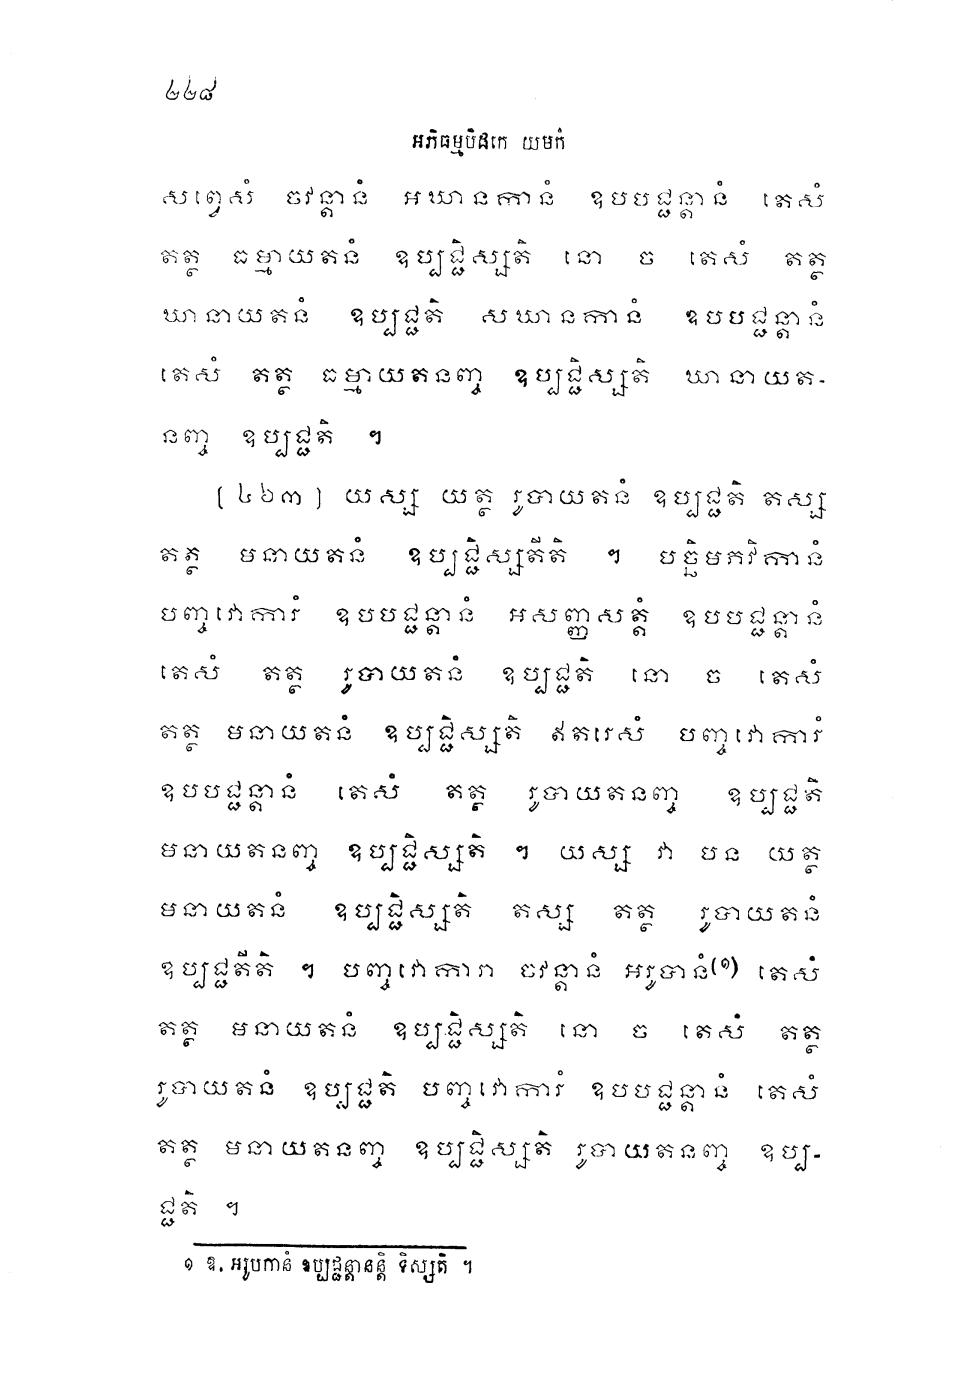 ៤៤៨
អភិធម្មបិដកេ យមកំ
សព្វេសំ ចវន្តានំ អឃានកានំ ឧបបជ្ជន្តានំ តេសំ
តត្ថ ធម្មាយតនំ ឧប្បជ្ជិស្សតិ នោ ច តេសំ តត្ថ
ឃានាយតនំ ឧប្បជ្ជតិ សឃានកានំ ឧបបជ្ជន្តានំ
តេសំ តត្ថ ធម្មាយតនញ្ច ឧប្បជ្ជិស្សតិ ឃានាយត-
នញ្ច ឧប្បជ្ជតិ ។
(៤៦៣) យស្ស យត្ថ រូបាយតនំ ឧប្បជ្ជតិ តស្ស
តត្ថ មនាយតនំ ឧប្បជ្ជិស្សតីតិ ។ បច្ឆិមភវិកានំ
បញ្ចវោការំ ឧបបជ្ជន្តានំ អសញ្ញសត្តំ ឧបបជ្ជន្តានំ
តេសំ តត្ថ រូបាយតនំ ឧប្បជ្ជតិ នោ ច តេសំ
តត្ថ មនាយតនំ ឧប្បជ្ជិស្សតិ ឥតរេសំ បញ្ចវោការំ
ឧបបជ្ជន្តានំ តេសំ តត្ថ រូបាយតនញ្ច ឧប្បជ្ជតិ
មនាយតនញ្ច ឧប្បជ្ជិស្សតិ ។ យស្ស វា បន យត្ថ
មនាយតនំ ឧប្បជ្ជិស្សតិ តស្ស តត្ថ រូបាយតនំ
ឧប្បជ្ជតីតិ ។ បញ្ចវោការា ចវន្តានំ អរូបានំ(១) តេសំ
តត្ថ មនាយតនំ ឧប្បជ្ជិស្សតិ នោ ច តេសំ តត្ថ
រូបាយតនំ ឧប្បជ្ជតិ បញ្ចវោការំ ឧបបជ្ជន្តានំ តេសំ
តត្ថ មនាយតនញ្ច ឧប្បជ្ជិស្សតិ រូបាយតនញ្ច ឧប្ប-
ជ្ជតិ ។
១ ឱ. អរូបកានំ ឧប្បជ្ជន្តានន្តិ ទិស្សតិ ។